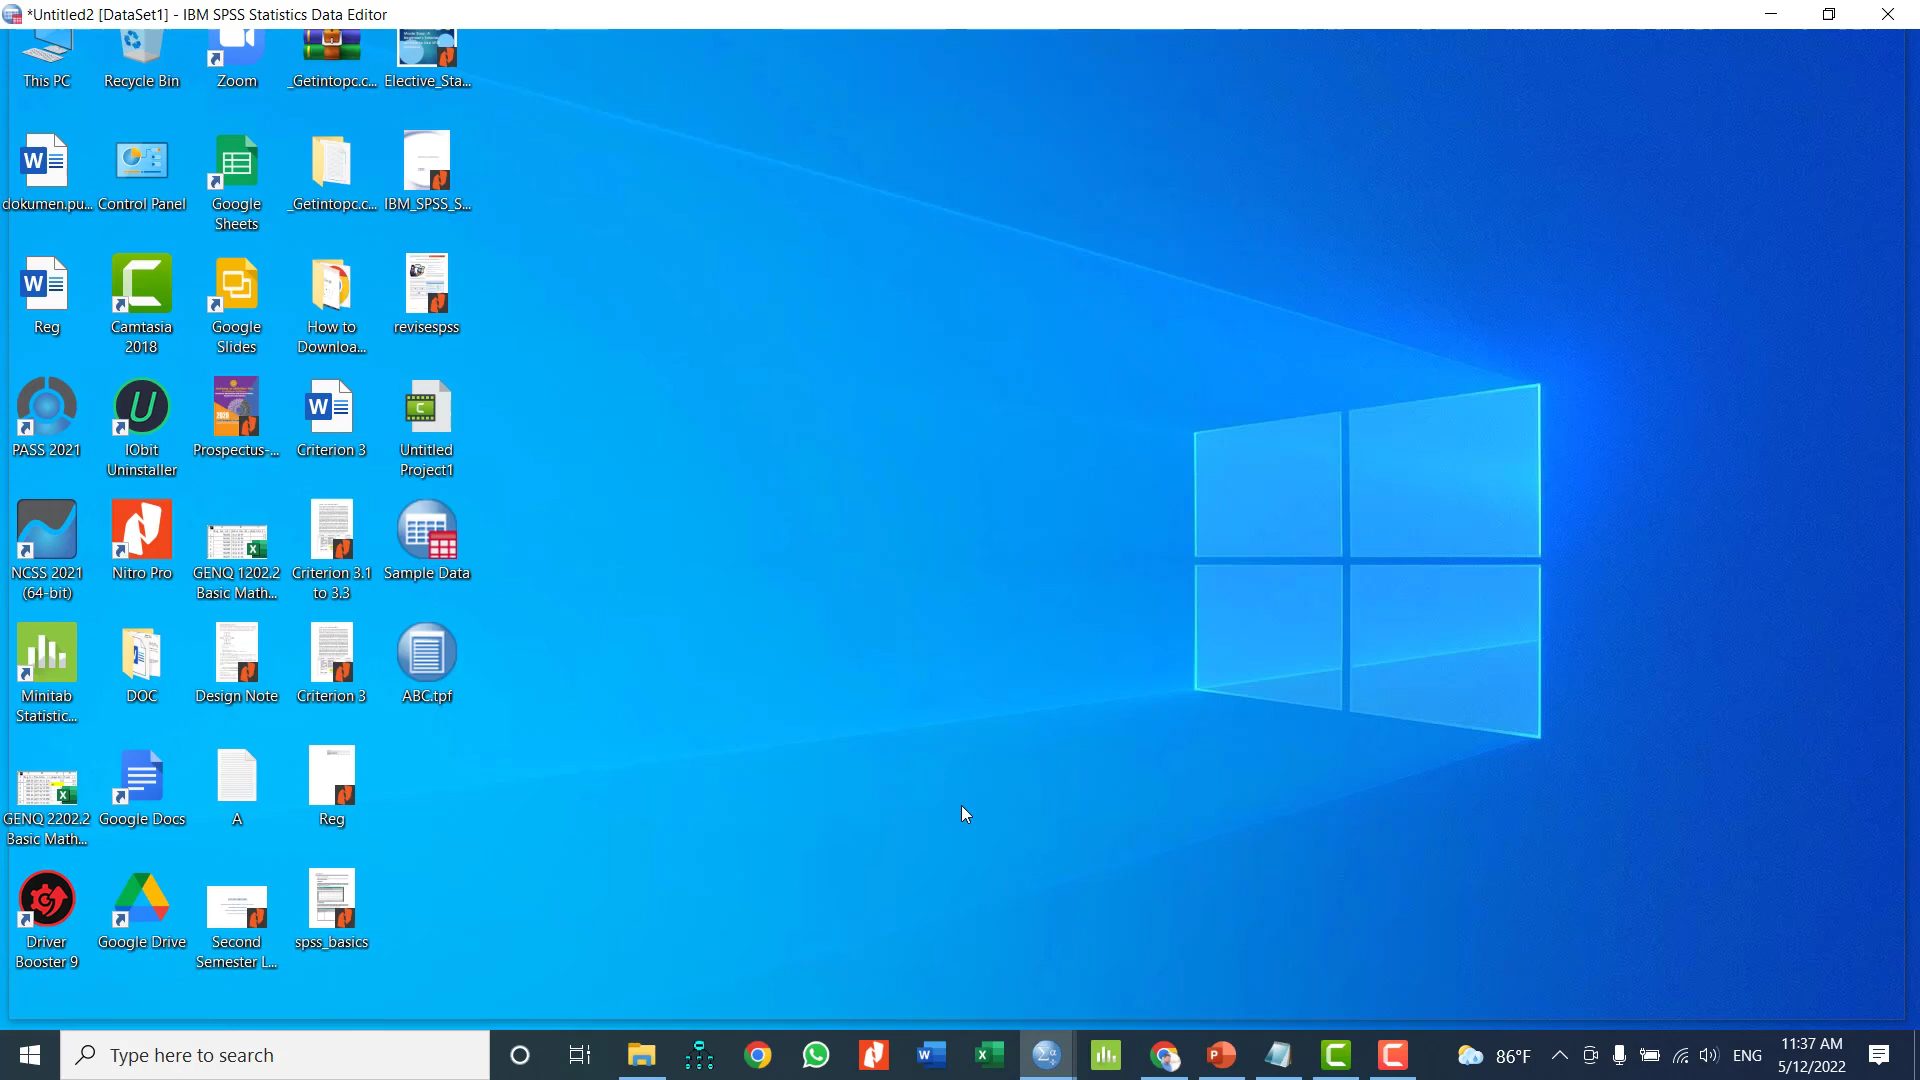 *Untitled2 [DataSet1] - IBM SPSS Statistics Data Editor
This PC
Recycle Bin
Zoom
_Getintopc.c...
Elective_Sta...
dokumen.pu...
Control Panel
Google
Sheets
_Getintopc.c...
IBM_SPSS_S...
Reg
Camtasia
2018
Google
Slides
How to
Downloa...
revisespss
PASS 2021
IObit
Uninstaller
Prospectus-...
Criterion 3
Untitled
Project1
NCSS 2021
(64-bit)
Nitro Pro
GENQ 1202.2
Basic Math...
Criterion 3.1
to 3.3
Sample Data
Minitab
Statistic...
DOC
Design Note
Criterion 3
ABC.tpf
GENQ 2202.2
Basic Math...
Google Docs
A
Reg
Driver
Booster 9
Google Drive
Second
Semester L...
spss_basics
Type here to search
86°F
ENG
11:37 AM
5/12/2022